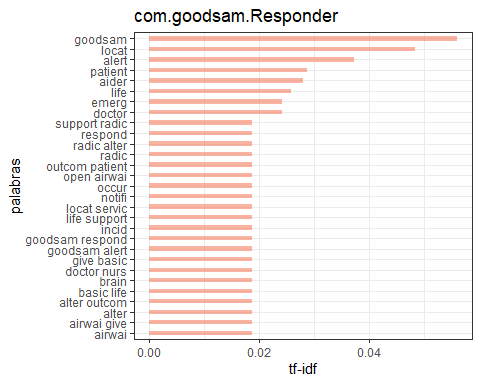 com.goodsam.Responder
palabras
goodsam
locat
alert
patient
aider
life
emerg
doctor
support radic
respond
radic alter
radic
outcom patient
open airwai
occur
notifi
locat servic
life support
incid
goodsam respond
goodsam alert
give basic
doctor nurs
brain
basic life
alter outcom
alter
airwai give
airwai
0.00 0.02 0.04
tf-idf